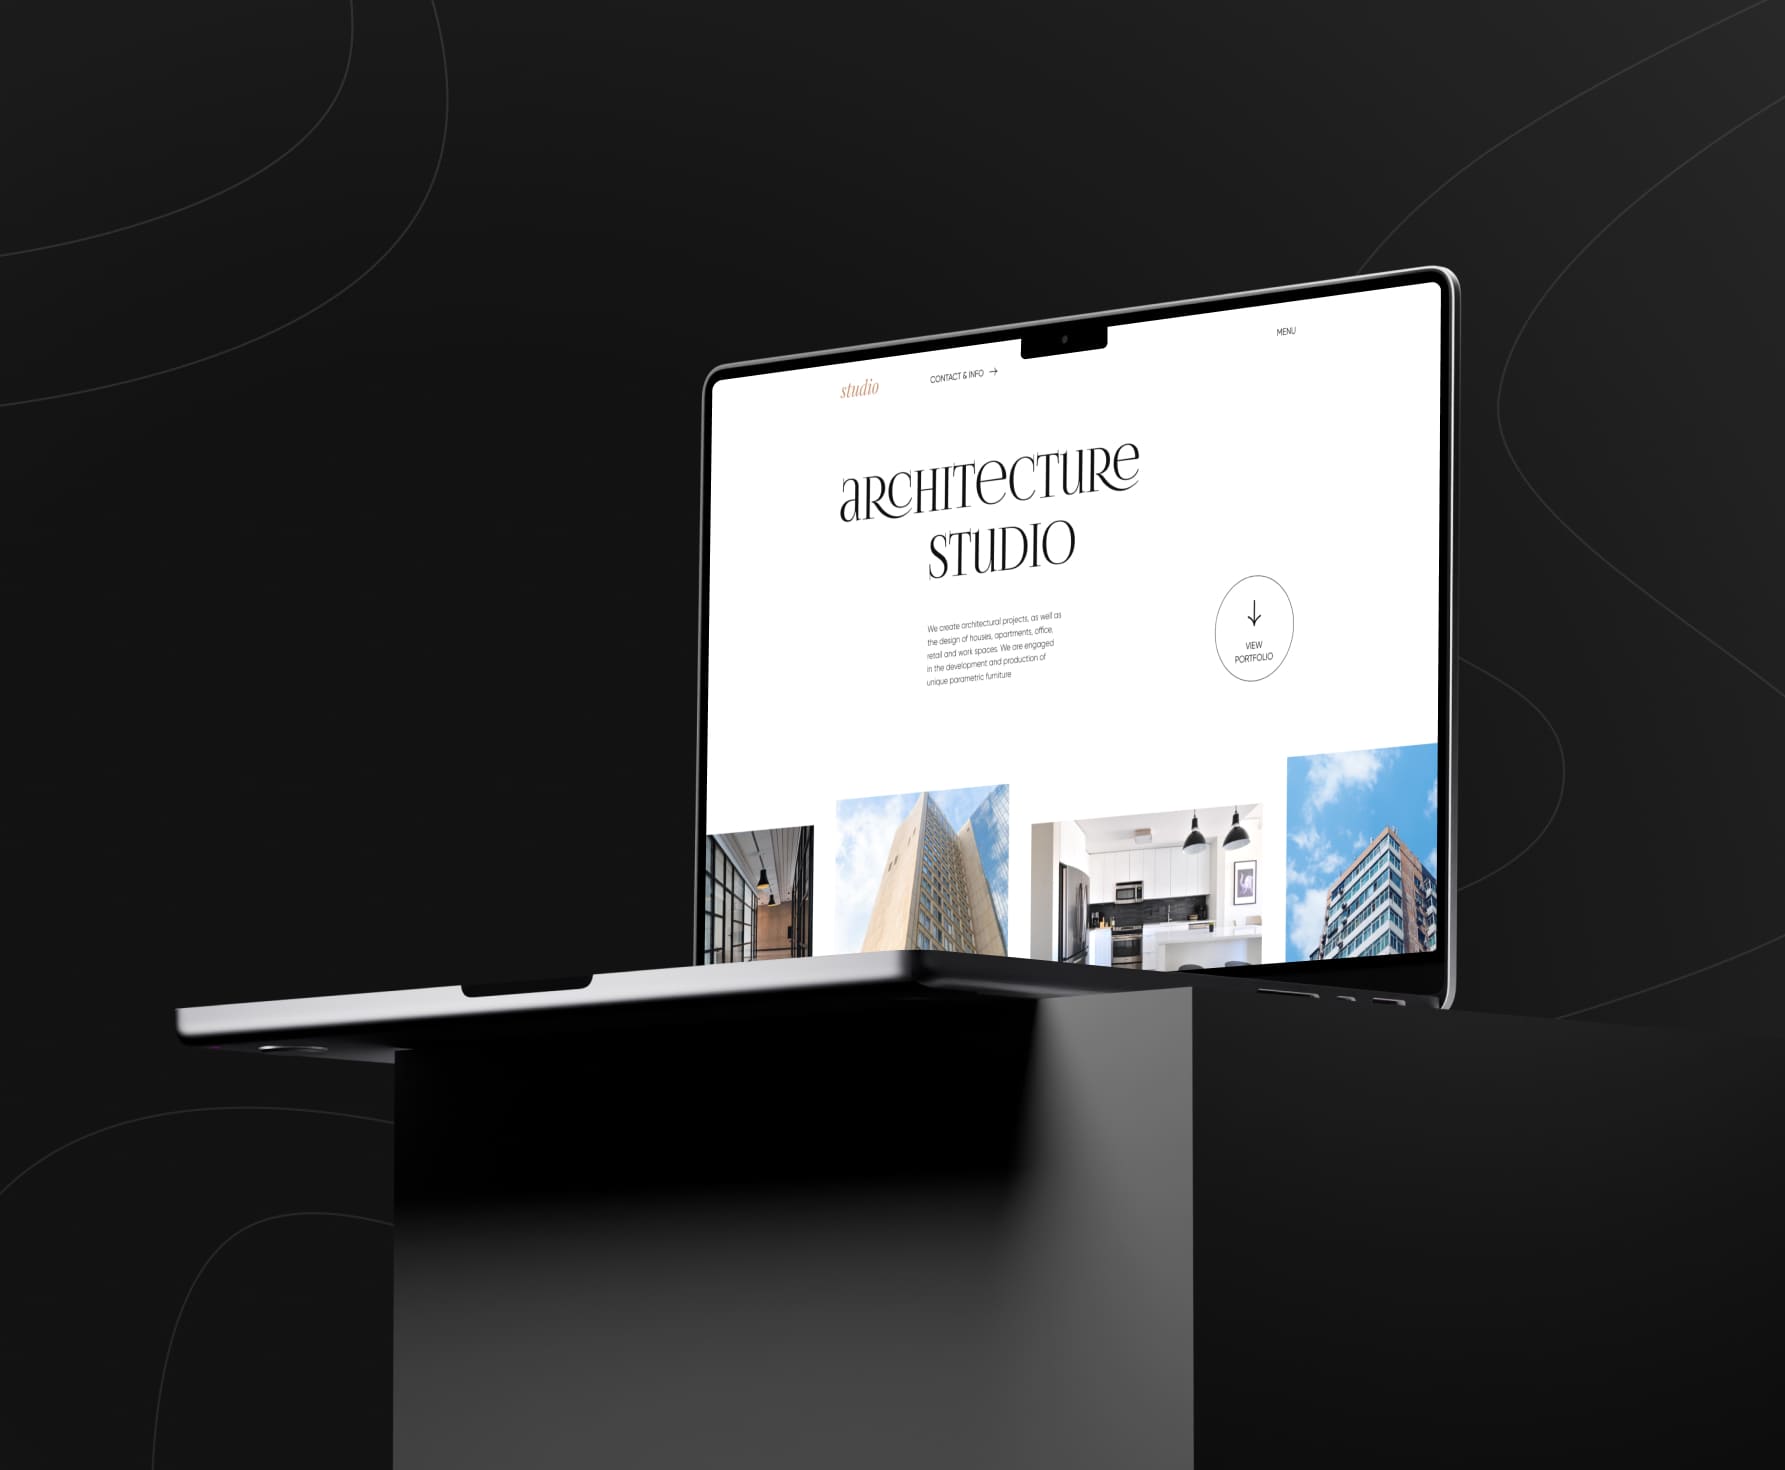 studio
CONTACT & INFO →
MENU
ARCHITECTURE
STUDIO
We create architectural projects, as well as
the design of houses, apartments, office,
retail and work spaces. We are engaged
in the development and production of
unique parametric furniture
VIEW
PORTFOLIO